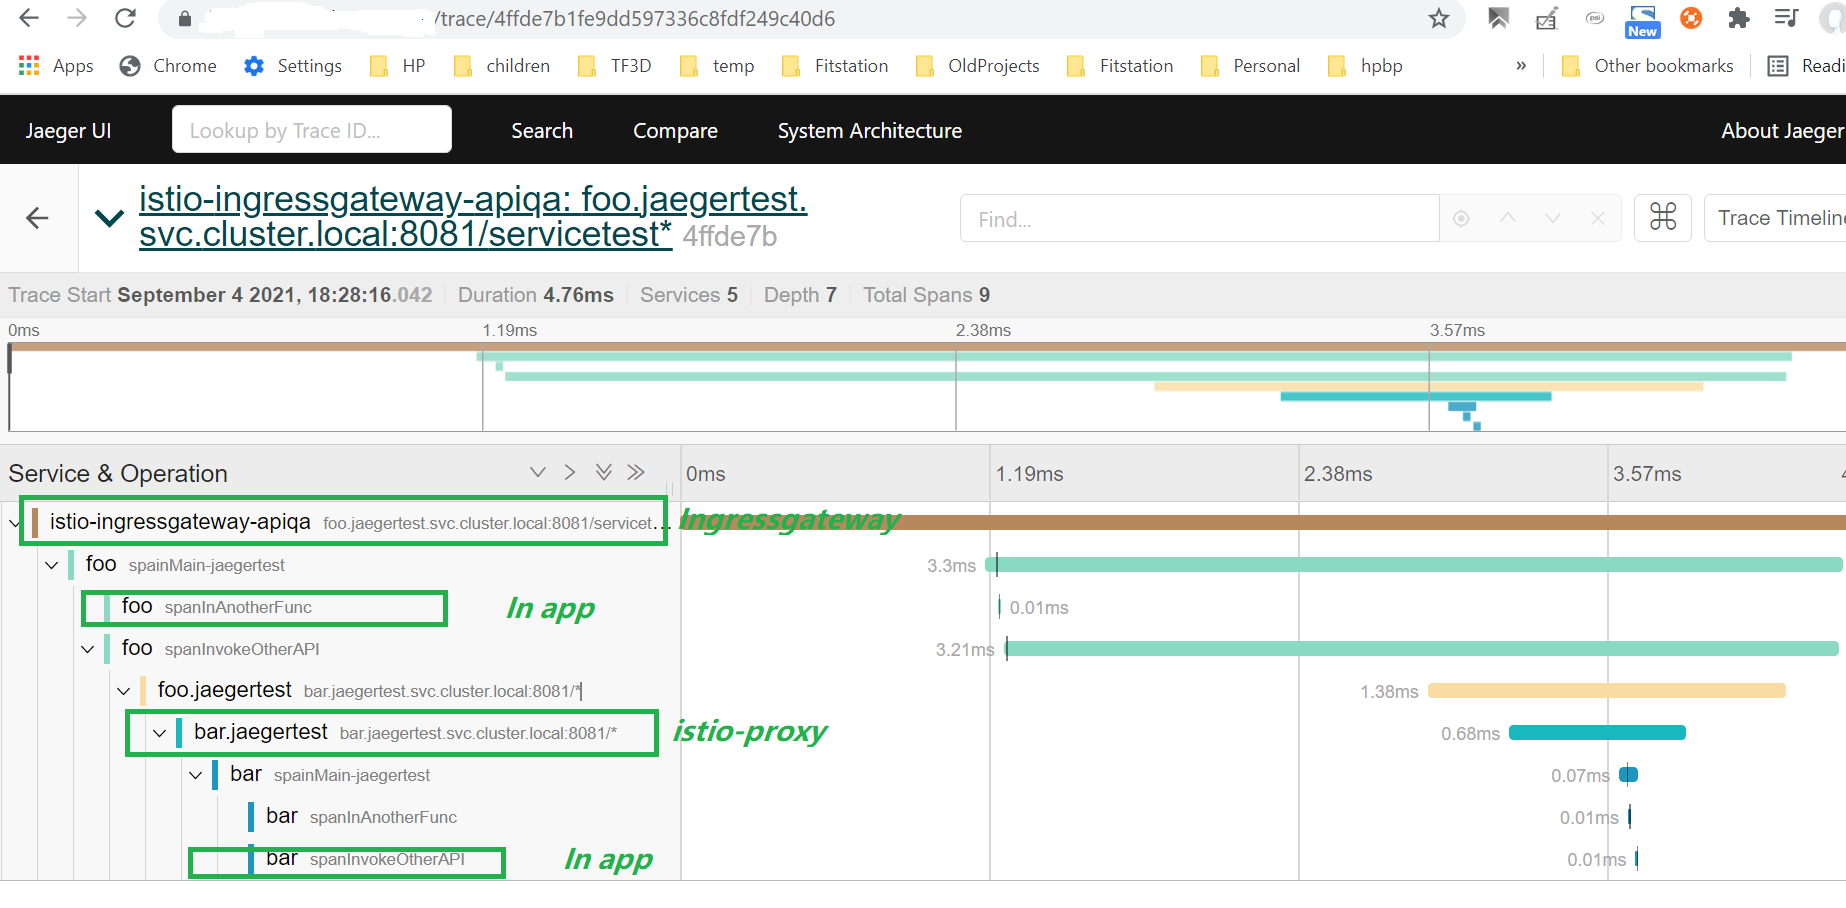 /trace/4ffde7b1fe9dd597336c8fdf249c40d6
New
Apps Chrome Settings HP children TF3D temp Fitstation OldProjects Fitstation Personal hpbp » Other bookmarks Readi
Jaeger UI Lookup by Trace ID... Search Compare System Architecture About Jaeger
istio-ingressgateway-apiqa: foo.jaegertest.
svc.cluster.local:8081/servicetest* 4ffde7b
Find... Trace Timeline
Trace Start September 4 2021, 18:28:16.042 Duration 4.76ms Services 5 Depth 7 Total Spans 9
0ms 1.19ms 2.38ms 3.57ms
Service & Operation 0ms 1.19ms 2.38ms 3.57ms 4
istio-ingressgateway-apiqa foo.jaegertest.svc.cluster.local:8081/servicet... Ingressgateway
foo spainMain-jaegertest 3.3ms
foo spanInAnotherFunc In app 0.01ms
foo spanInvokeOtherAPI 3.21ms
foo.jaegertest bar.jaegertest.svc.cluster.local:8081/* 1.38ms
bar.jaegertest bar.jaegertest.svc.cluster.local:8081/* istio-proxy 0.68ms
bar spainMain-jaegertest 0.07ms
bar spanInAnotherFunc 0.01ms
bar spanInvokeOtherAPI In app 0.01ms